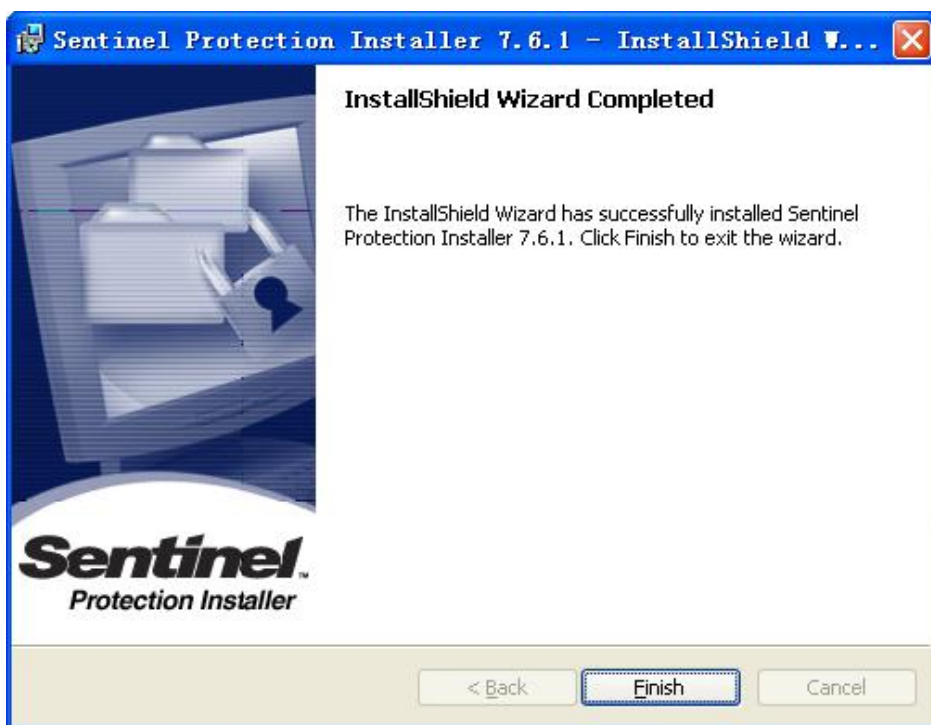 Sentinel Protection Installer 7.6.1 - InstallShield W...
InstallShield Wizard Completed
The InstallShield Wizard has successfully installed Sentinel
Protection Installer 7.6.1. Click Finish to exit the wizard.
Sentinel™
Protection Installer
< Back
Finish
Cancel